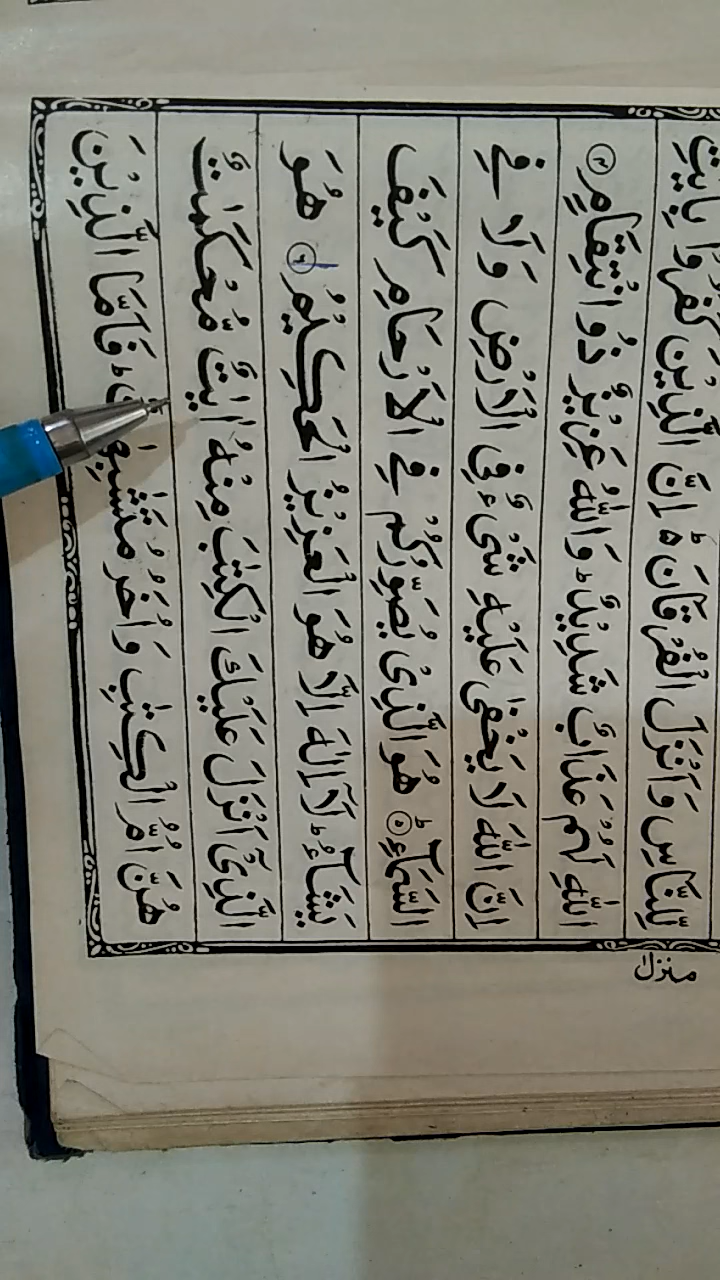 منزل۱
لِلنَّاسِ وَاَنْزَلَ الْفُرْقَانَ ۬ؕ اِنَّ الَّذِیْنَ كَفَرُوْا بِاٰیٰتِ
اللّٰهِ لَهُمْ عَذَابٌ شَدِیْدٌ ؕ وَاللّٰهُ عَزِیْزٌ ذُو انْتِقَامٍ ۴
اِنَّ اللّٰهَ لَا یَخْفٰی عَلَیْهِ شَیْءٌ فِی الْاَرْضِ وَلَا فِی
السَّمَآءِ ؕ۵ هُوَ الَّذِیْ یُصَوِّرُكُمْ فِی الْاَرْحَامِ كَیْفَ
یَشَآءُ ؕ لَاۤ اِلٰهَ اِلَّا هُوَ الْعَزِیْزُ الْحَكِیْمُ ۶ هُوَ
الَّذِیْۤ اَنْزَلَ عَلَیْكَ الْكِتٰبَ مِنْهُ اٰیٰتٌ مُّحْكَمٰتٌ
هُنَّ اُمُّ الْكِتٰبِ وَاُخَرُ مُتَشٰبِهٰتٌ ؕ فَاَمَّا الَّذِیْنَ